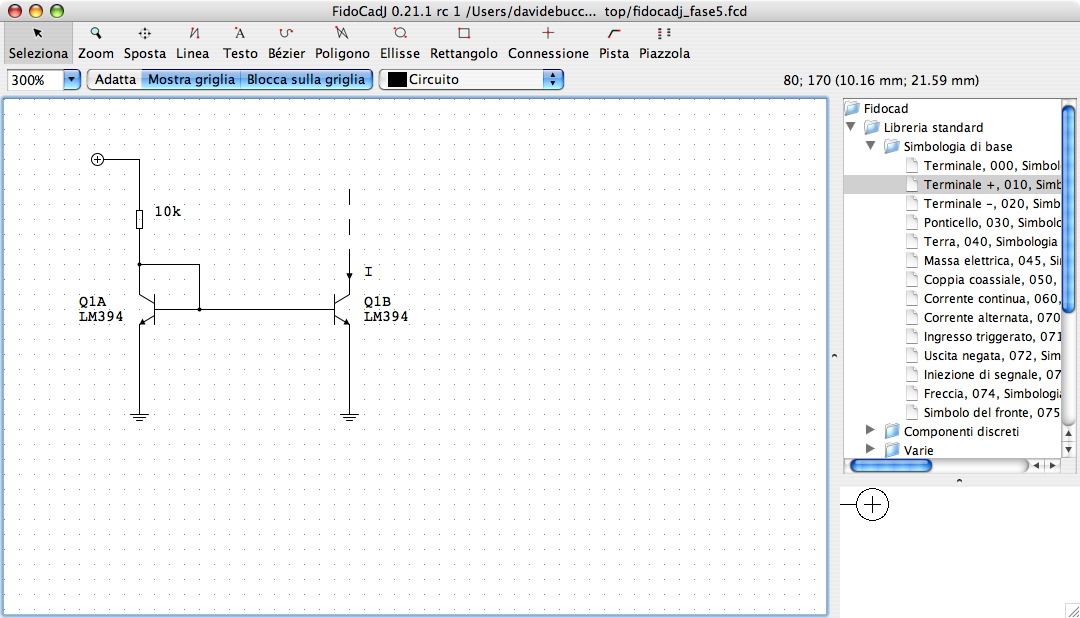 FidoCadJ 0.21.1 rc 1 /Users/davidebucc... top/fidocadj_fase5.fcd
Seleziona Zoom Sposta Linea Testo Bézier Poligono Ellisse Rettangolo Connessione Pista Piazzola
300% Adatta Mostra griglia Blocca sulla griglia Circuito 80; 170 (10.16 mm; 21.59 mm)
Fidocad
Libreria standard
Simbologia di base
Terminale, 000, Simbol
Terminale +, 010, Simb
Terminale -, 020, Simb
Ponticello, 030, Simbolo
Terra, 040, Simbologia
Massa elettrica, 045, Si
Coppia coassiale, 050,
Corrente continua, 060,
Corrente alternata, 070
Ingresso triggerato, 071
Uscita negata, 072, Sim
Iniezione di segnale, 07
Freccia, 074, Simbologia
Simbolo del fronte, 075
Componenti discreti
Varie
10k
I
Q1A
LM394
Q1B
LM394